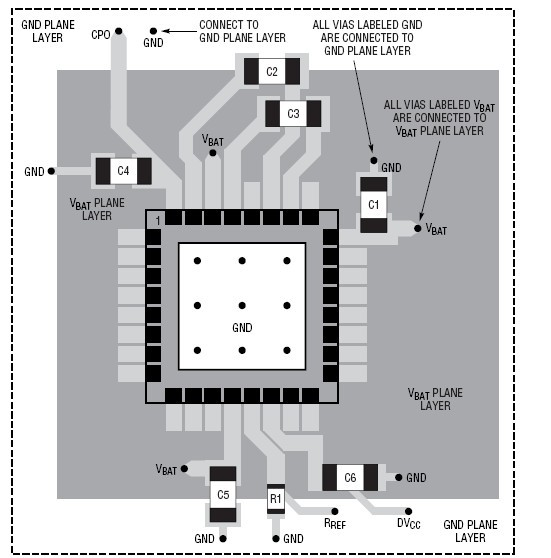 GND PLANE
LAYER
CPO
GND
CONNECT TO
GND PLANE LAYER
ALL VIAS LABELED GND
ARE CONNECTED TO
GND PLANE LAYER
C2
C3
ALL VIAS LABELED VBAT
ARE CONNECTED TO
VBAT PLANE LAYER
VBAT
GND
C4
GND
VBAT PLANE
LAYER
C1
VBAT
1
GND
VBAT PLANE
LAYER
VBAT
C5
R1
C6
GND
RREF
DVCC
GND
GND
GND PLANE
LAYER